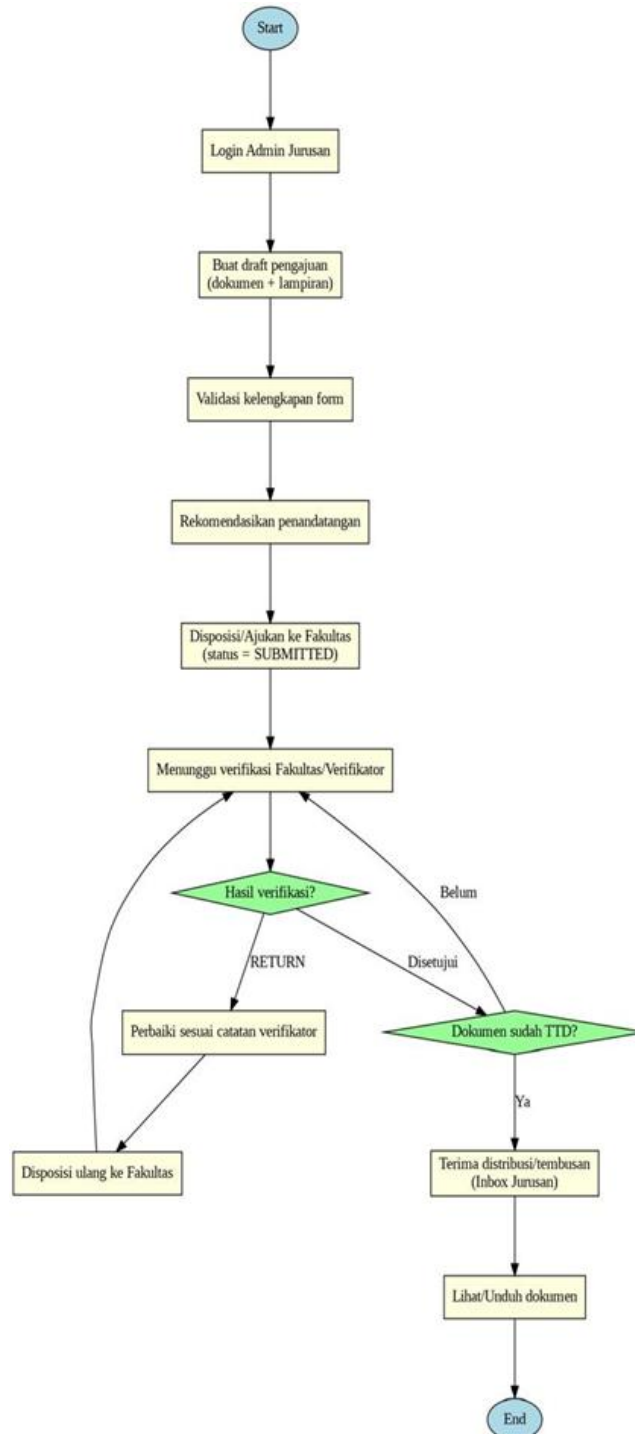 Start
Login Admin Jurusan
Buat draft pengajuan
(dokumen + lampiran)
Validasi kelengkapan form
Rekomendasikan penandatangan
Disposisi/Ajukan ke Fakultas
(status = SUBMITTED)
Menunggu verifikasi Fakultas/Verifikator
Hasil verifikasi?
Belum
RETURN
Disetujui
Perbaiki sesuai catatan verifikator
Dokumen sudah TTD?
Ya
Disposisi ulang ke Fakultas
Terima distribusi/tembusan
(Inbox Jurusan)
Lihat/Unduh dokumen
End